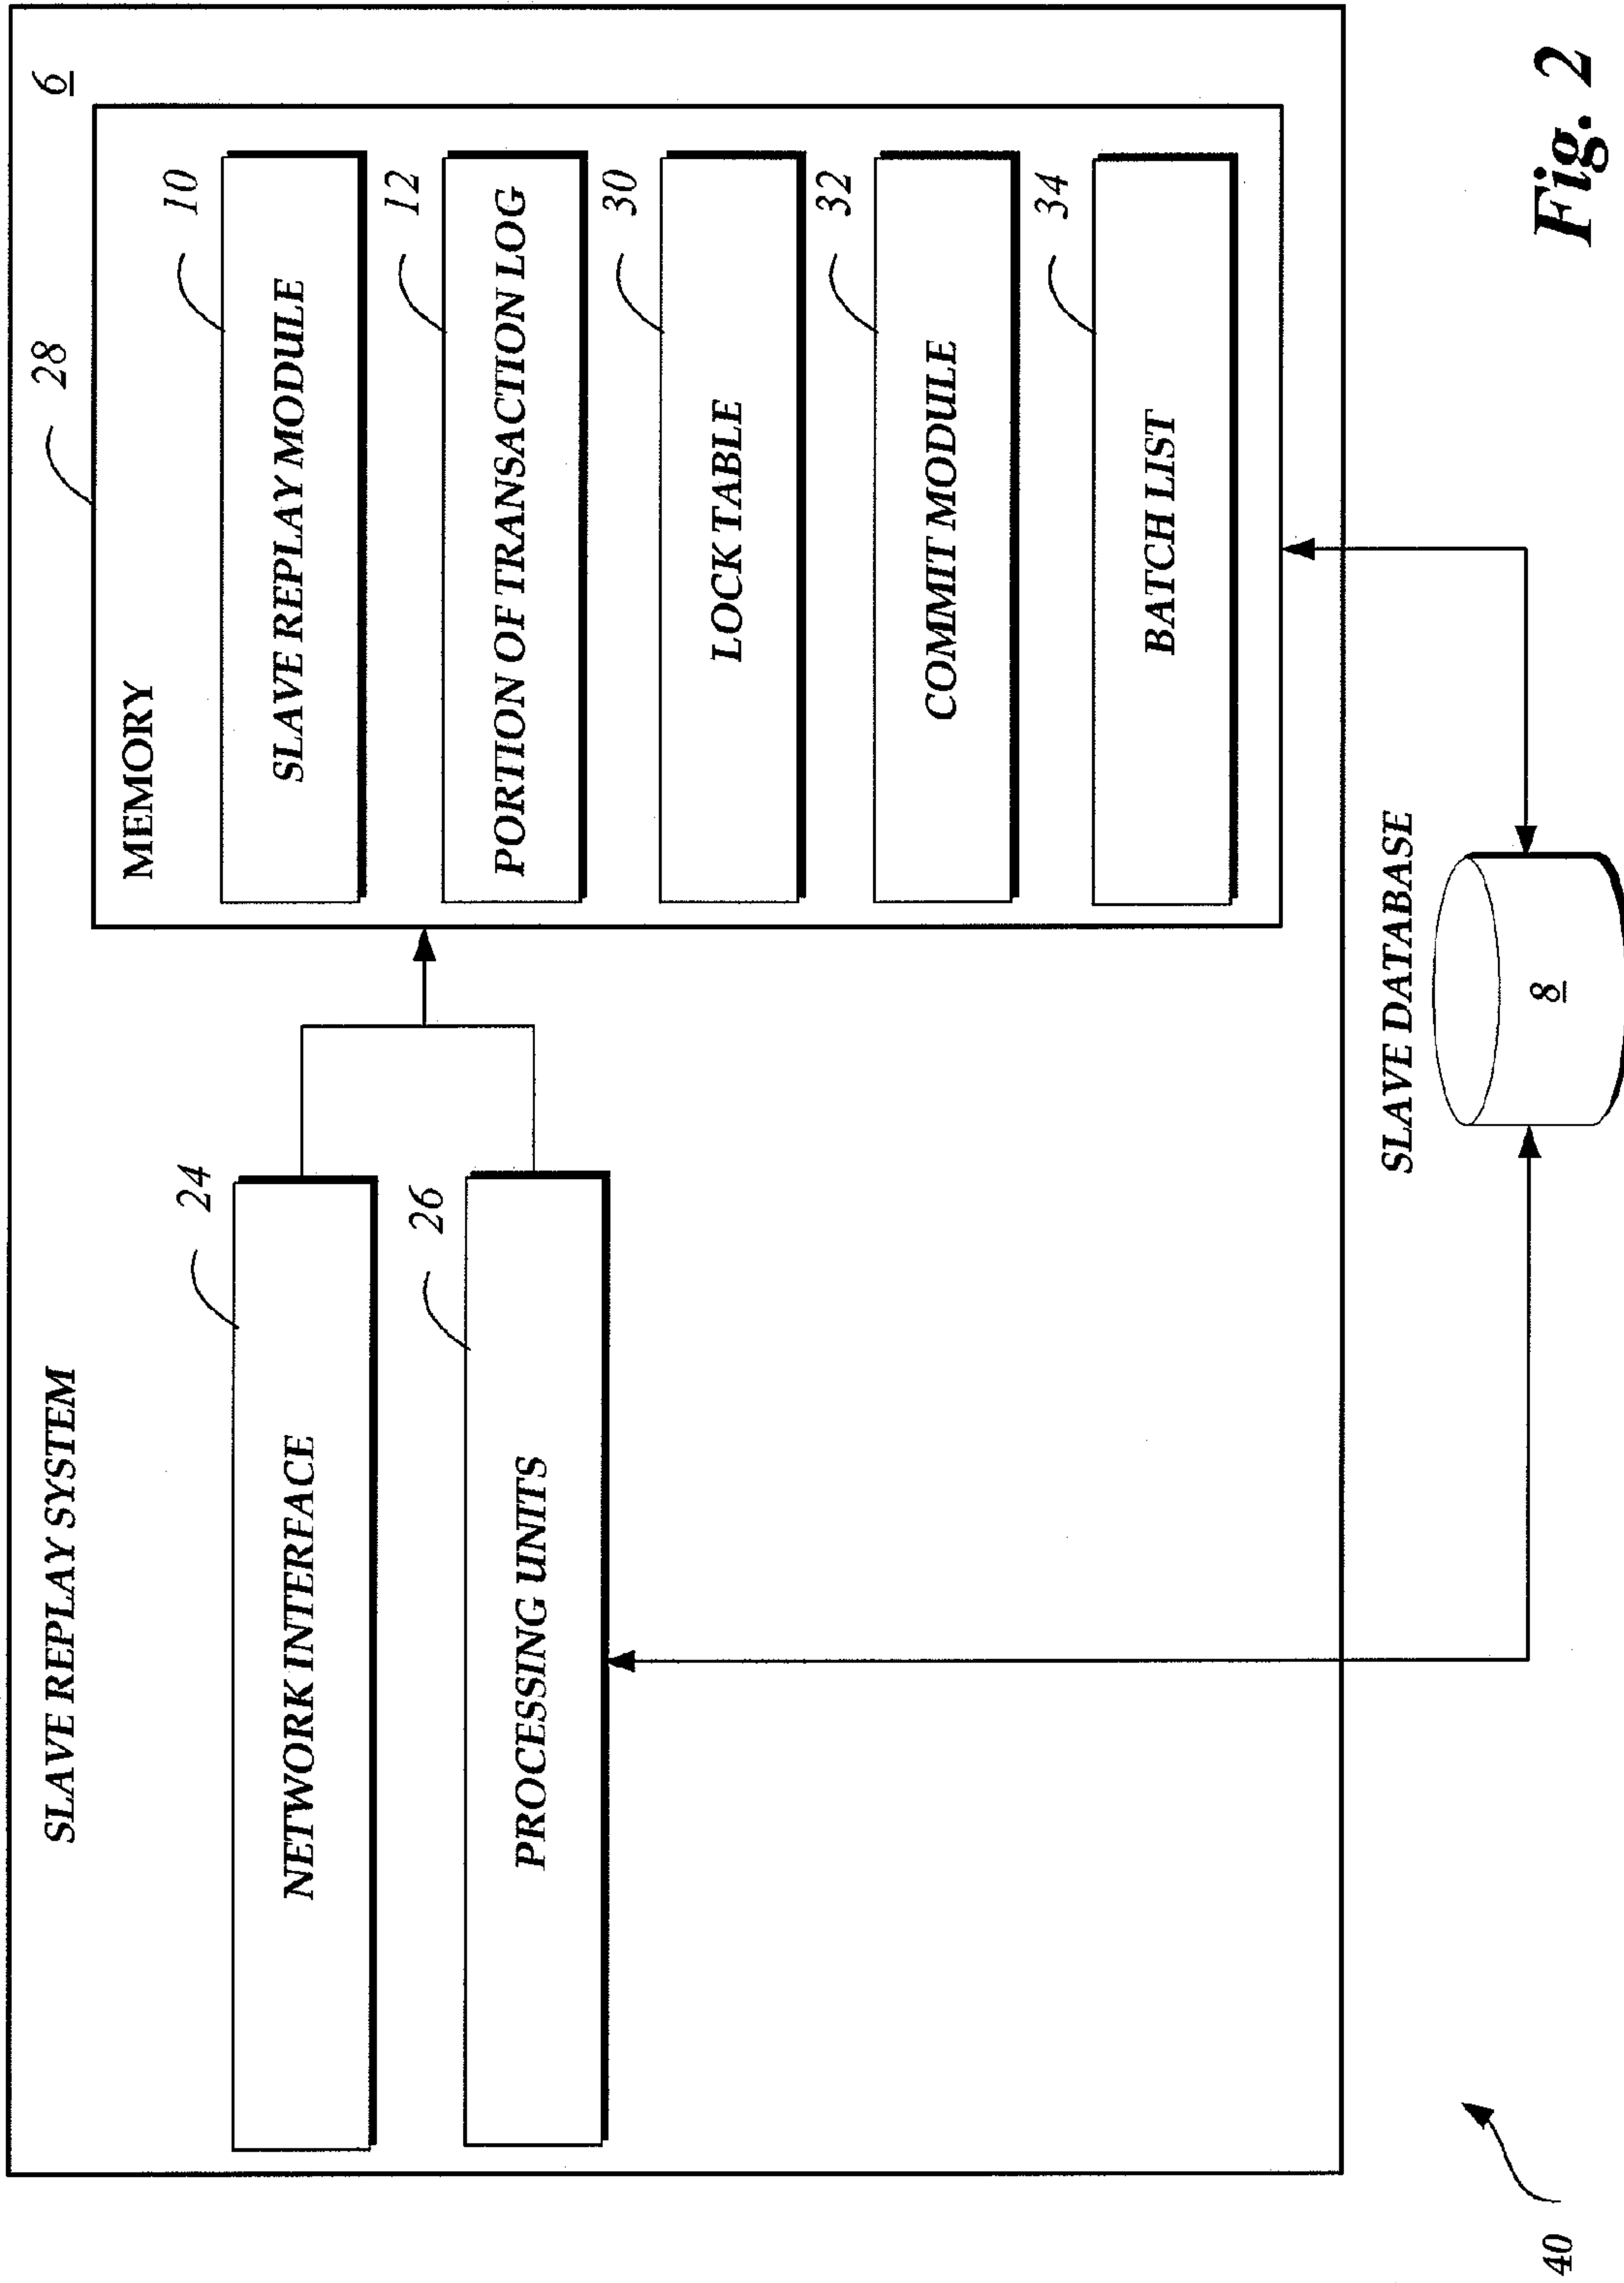 SLAVE REPLAY SYSTEM
6
28
MEMORY
24
NETWORK INTERFACE
26
PROCESSING UNITS
10
SLAVE REPLAY MODULE
12
PORTION OF TRANSACTION LOG
30
LOCK TABLE
32
COMMIT MODULE
34
BATCH LIST
SLAVE DATABASE
8
40
Fig. 2